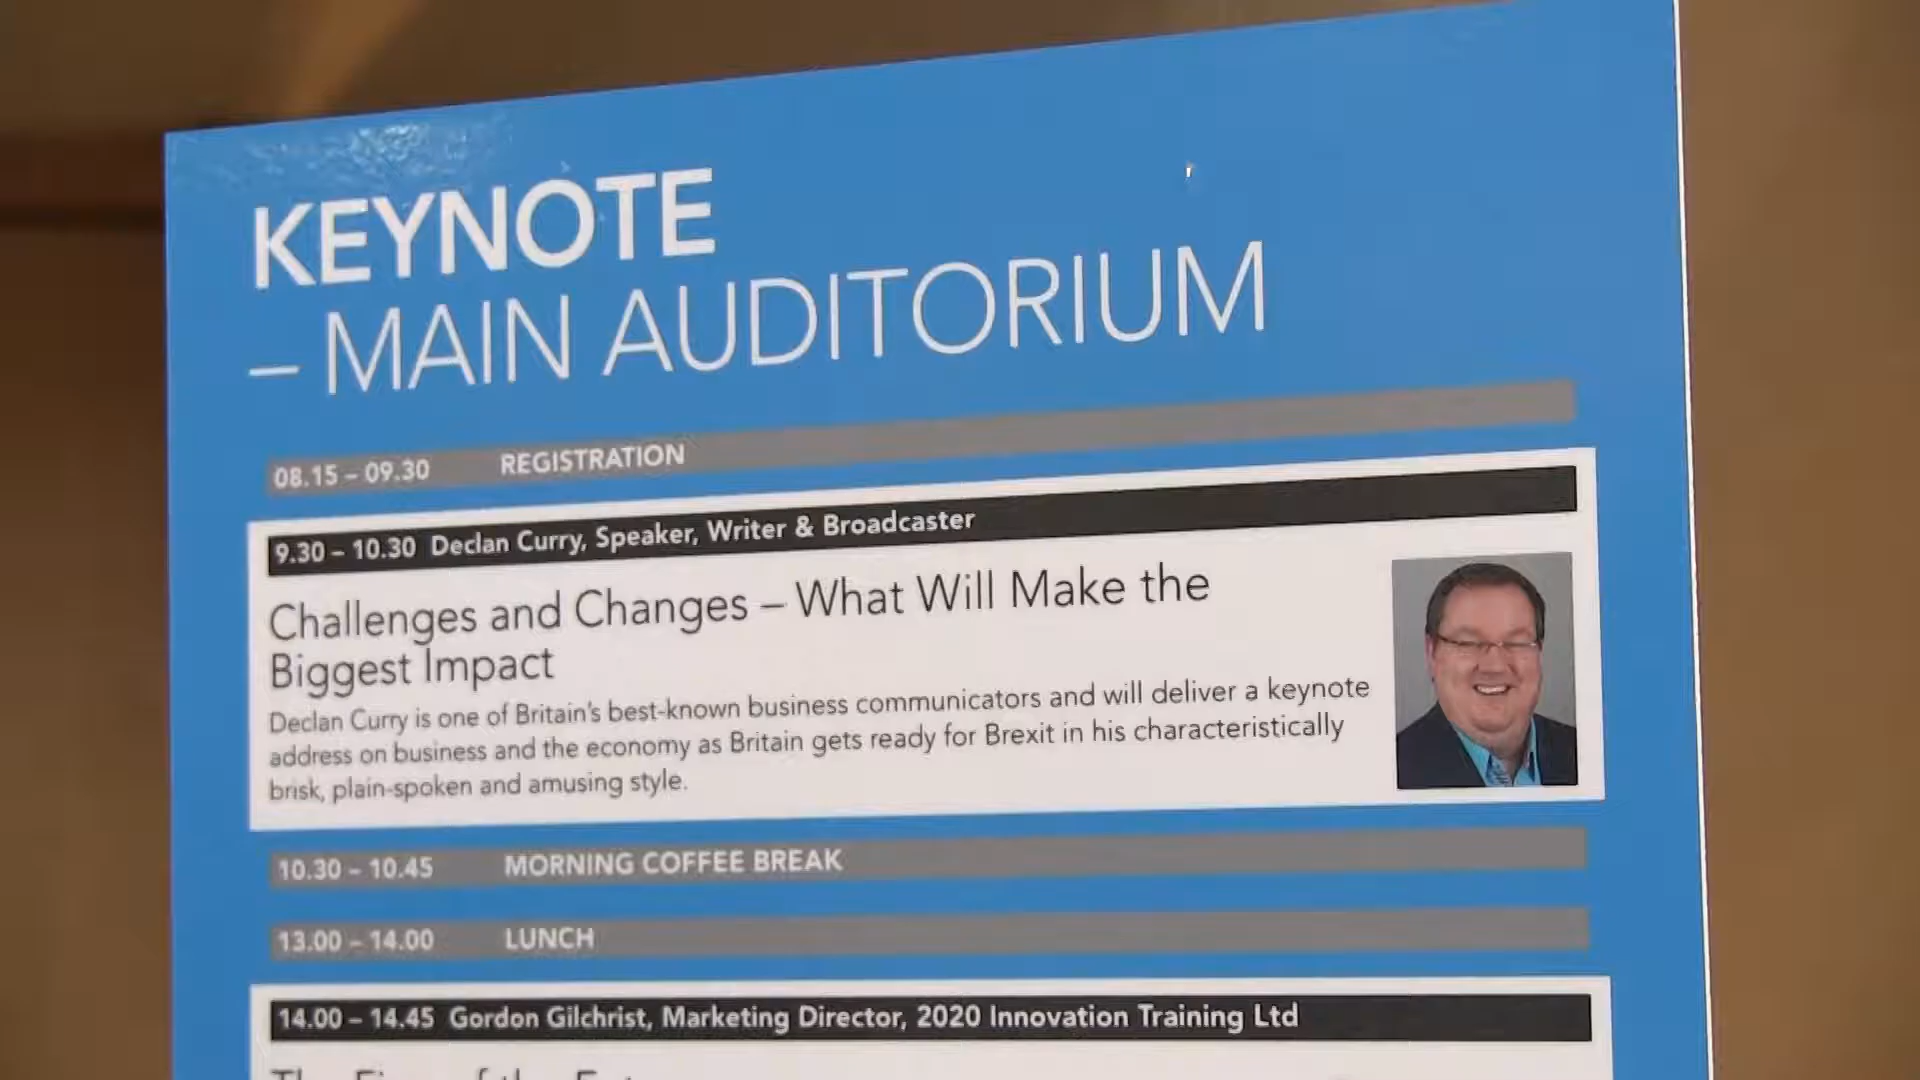 KEYNOTE
– MAIN AUDITORIUM
08.15 – 09.30 REGISTRATION
9.30 – 10.30 Declan Curry, Speaker, Writer & Broadcaster
Challenges and Changes – What Will Make the
Biggest Impact
Declan Curry is one of Britain's best-known business communicators and will deliver a keynote
address on business and the economy as Britain gets ready for Brexit in his characteristically
brisk, plain-spoken and amusing style.
10.30 – 10.45 MORNING COFFEE BREAK
13.00 – 14.00 LUNCH
14.00 – 14.45 Gordon Gilchrist, Marketing Director, 2020 Innovation Training Ltd